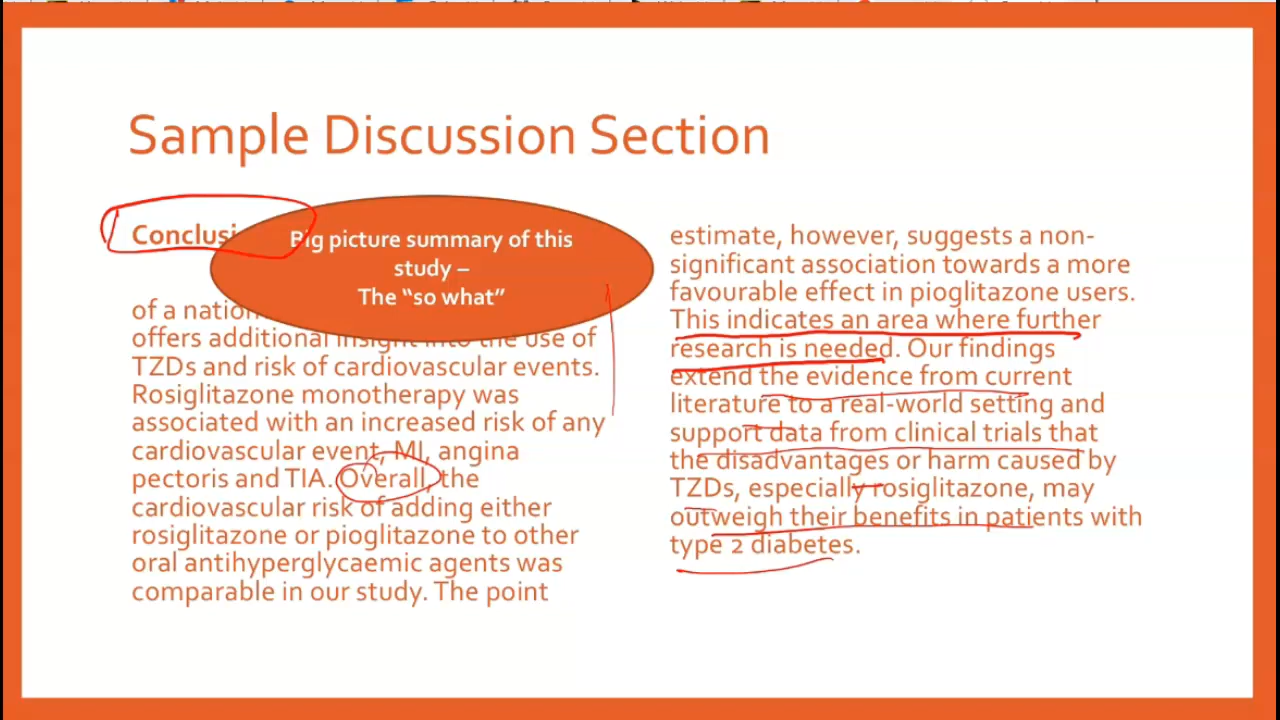 Sample Discussion Section
Big picture summary of this
study –
The “so what”
of a
offers additional insight into the use of
TZDs and risk of cardiovascular events.
Rosiglitazone monotherapy was
associated with an increased risk of any
cardiovascular event, MI, angina
pectoris and TIA. Overall, the
cardiovascular risk of adding either
rosiglitazone or pioglitazone to other
oral antihyperglycaemic agents was
comparable in our study. The point
estimate, however, suggests a non-
significant association towards a more
favourable effect in pioglitazone users.
This indicates an area where further
research is needed. Our findings
extend the evidence from current
literature to a real-world setting and
support data from clinical trials that
the disadvantages or harm caused by
TZDs, especially rosiglitazone, may
outweigh their benefits in patients with
type 2 diabetes.